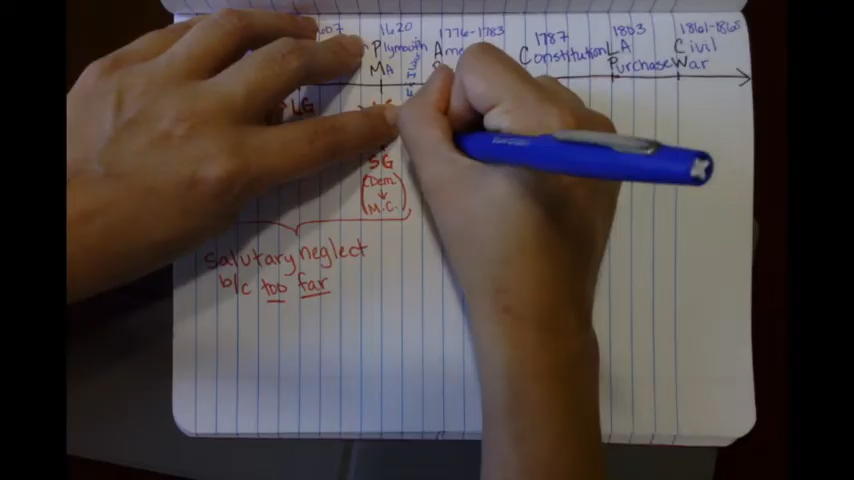 1620 1776-1783 1787 1803 1861-1865
Plymouth Constitution LA Civil
MA Purchase War
LG
SG
(Dem.
↓
M.C.)
Salutary neglect
b/c too far